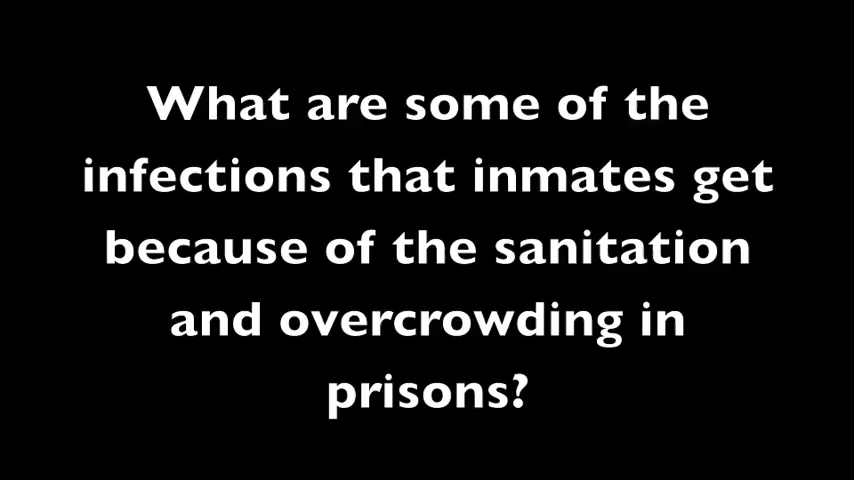 What are some of the
infections that inmates get
because of the sanitation
and overcrowding in
prisons?